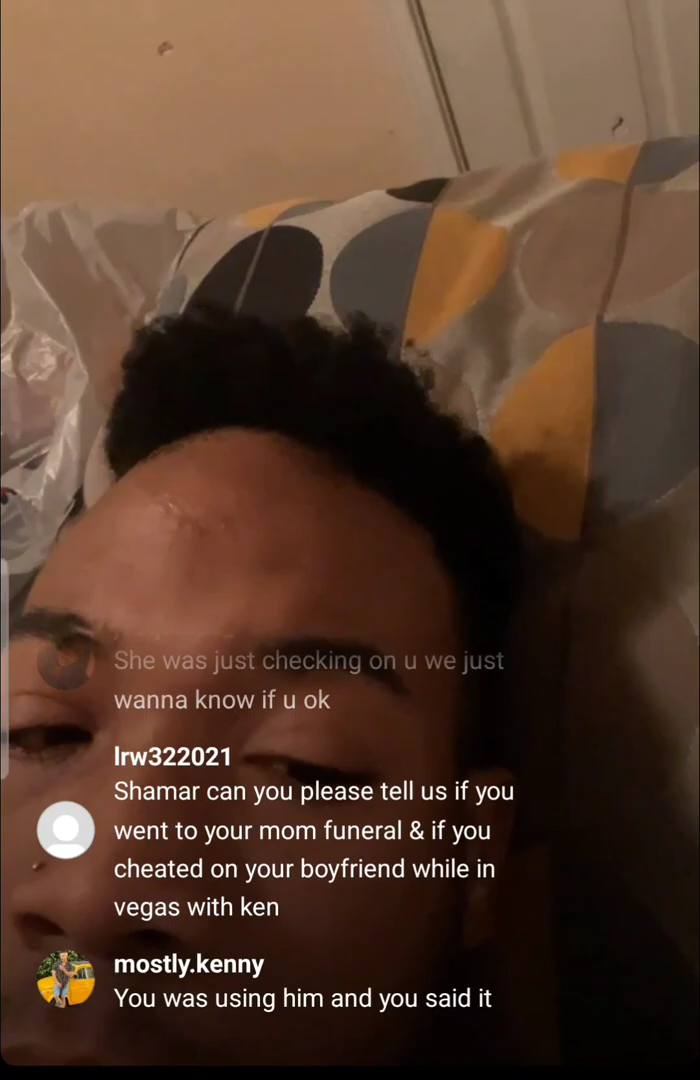 She was just checking on u we just
wanna know if u ok
lrw322021
Shamar can you please tell us if you
went to your mom funeral & if you
cheated on your boyfriend while in
vegas with ken
mostly.kenny
You was using him and you said it